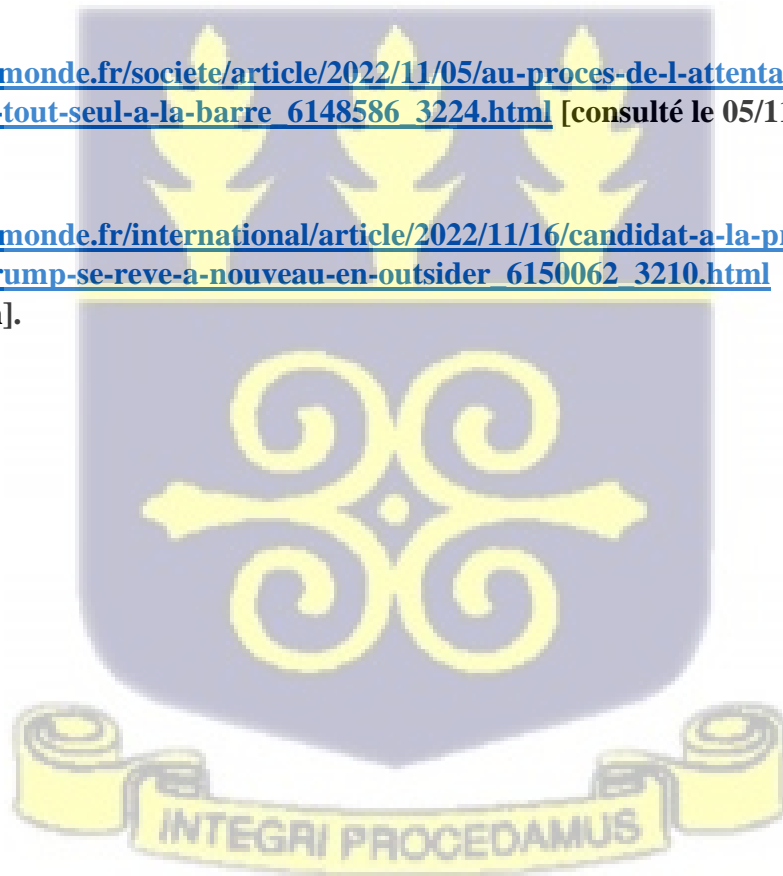 monde.fr/societe/article/2022/11/05/au-proces-de-l-attenta
-tout-seul-a-la-barre_6148586_3224.html [consulté le 05/11
monde.fr/international/article/2022/11/16/candidat-a-la-pr
rump-se-reve-a-nouveau-en-outsider_6150062_3210.html
].
INTEGRI PROCEDAMUS